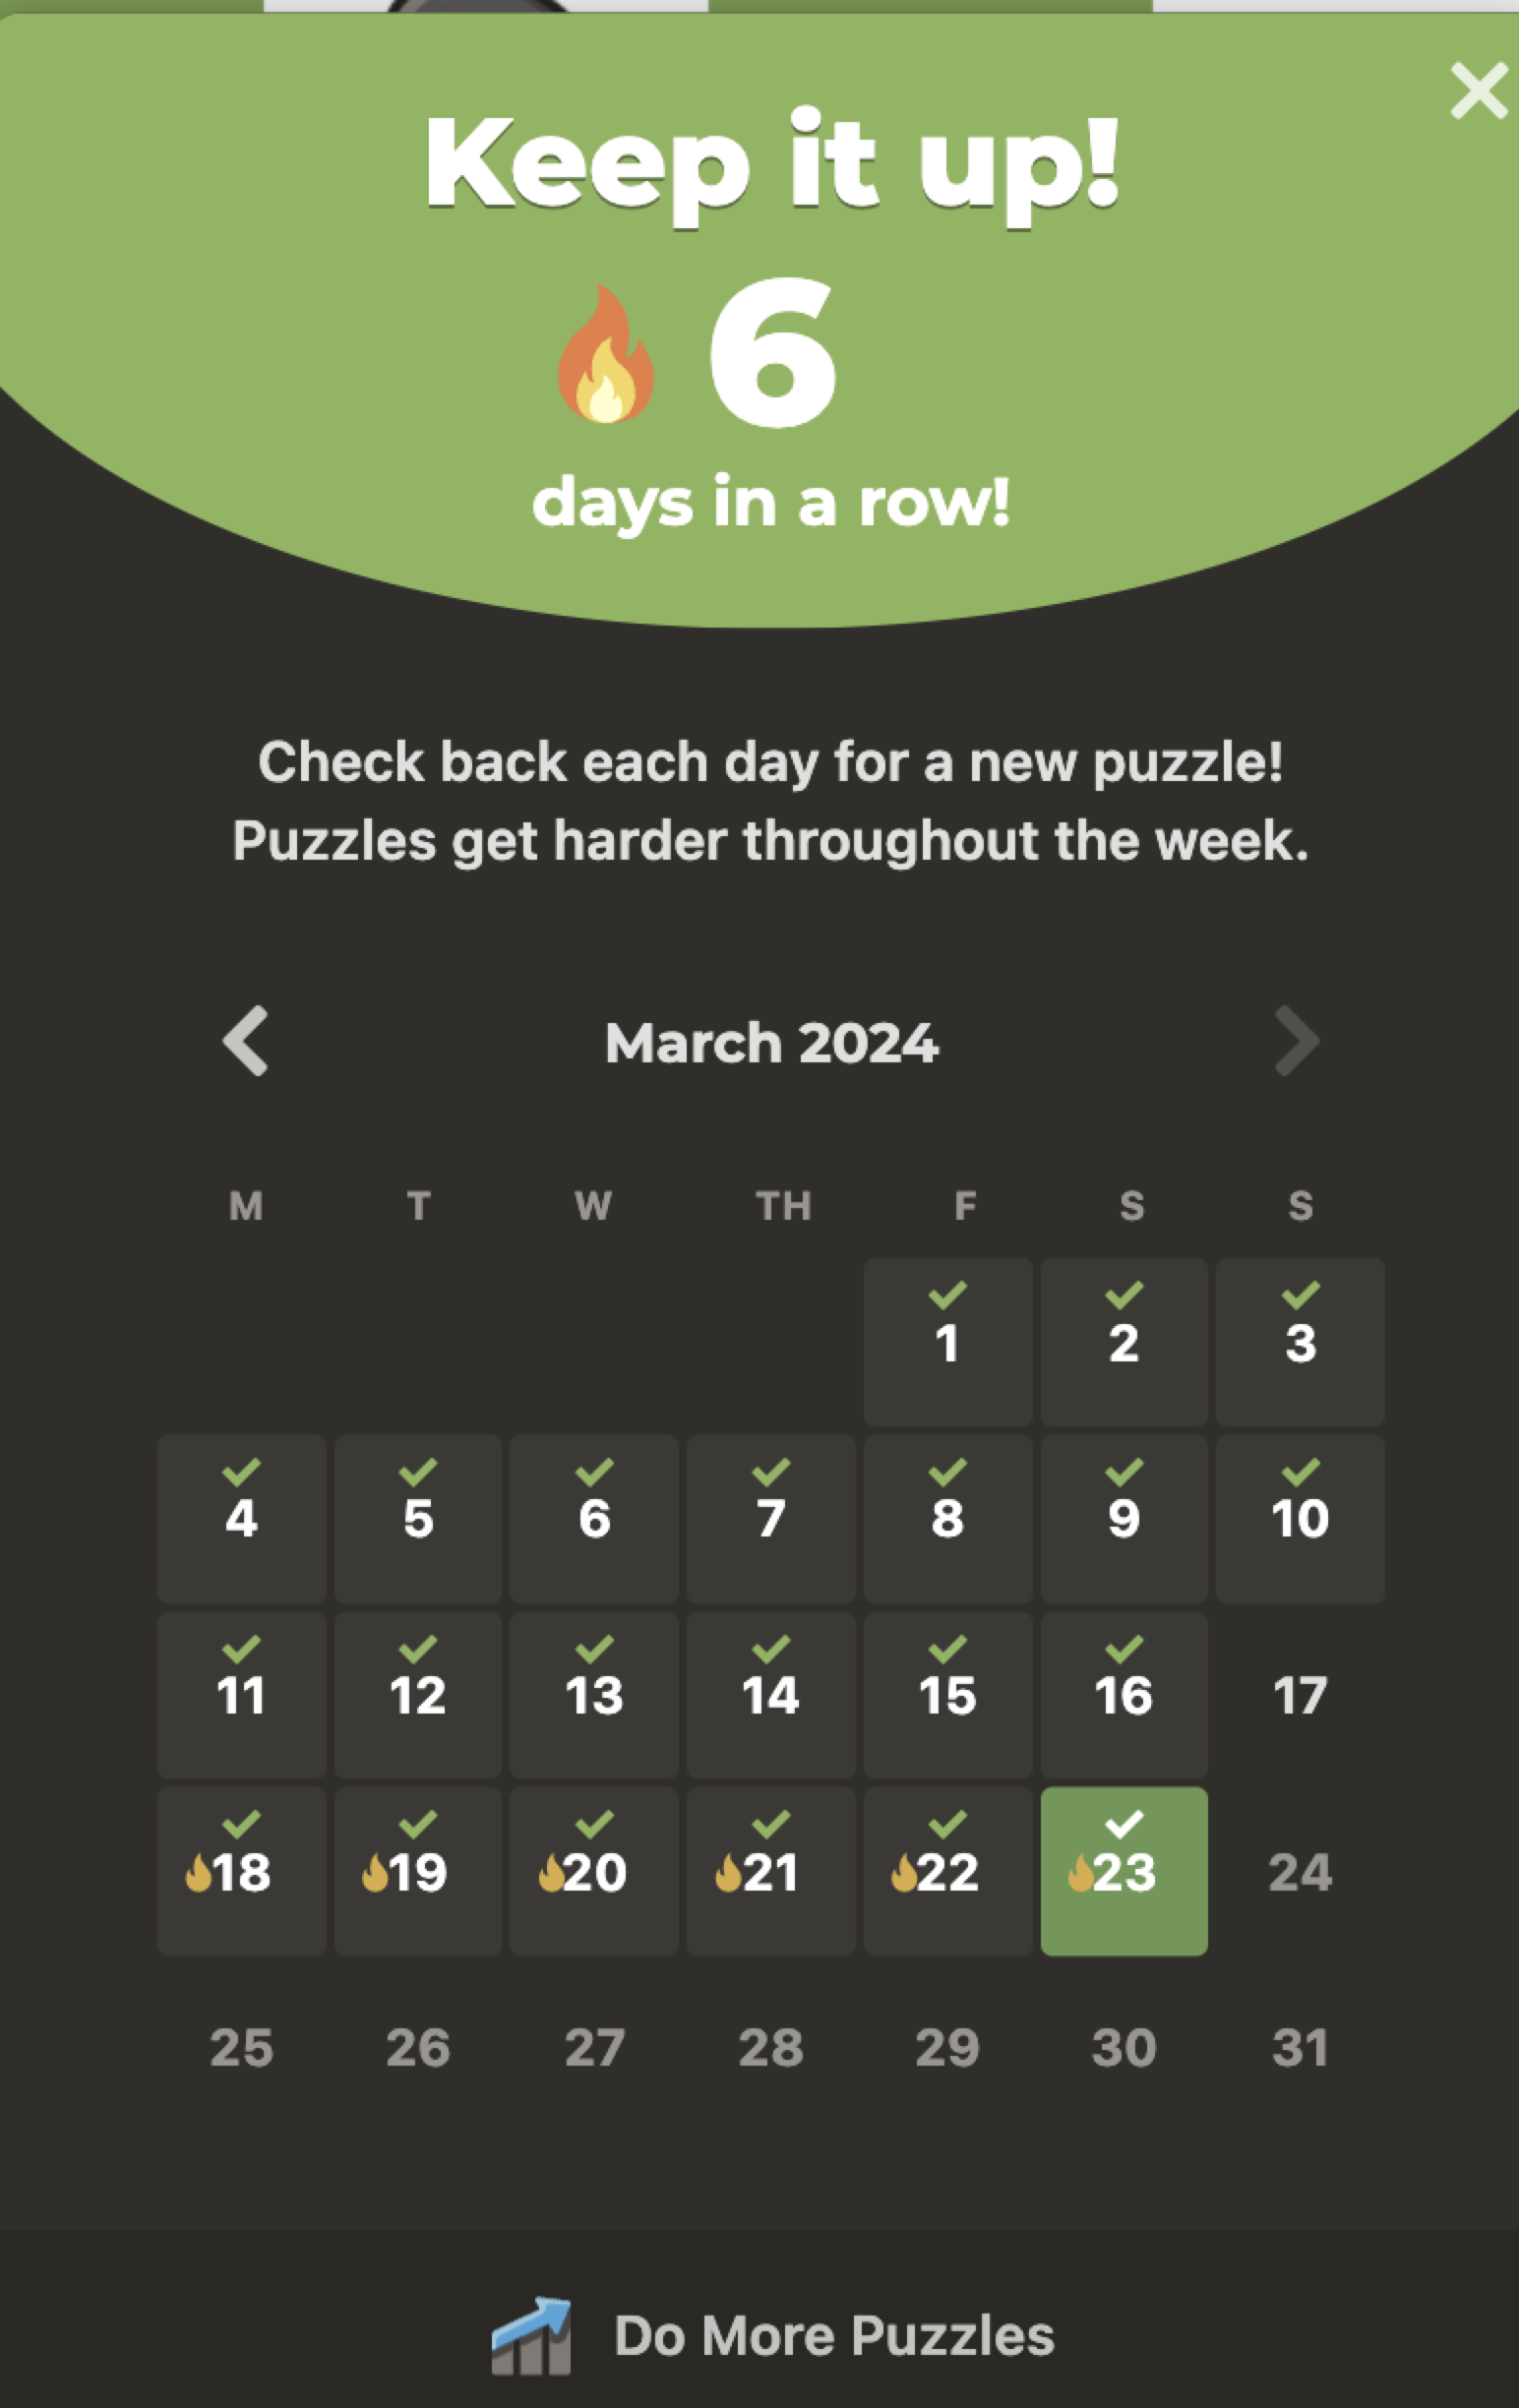 Keep it up!
6
days in a row!
Check back each day for a new puzzle!
Puzzles get harder throughout the week.
March 2024
M T W TH F S S
1 2 3
4 5 6 7 8 9 10
11 12 13 14 15 16 17
18 19 20 21 22 23 24
25 26 27 28 29 30 31
Do More Puzzles